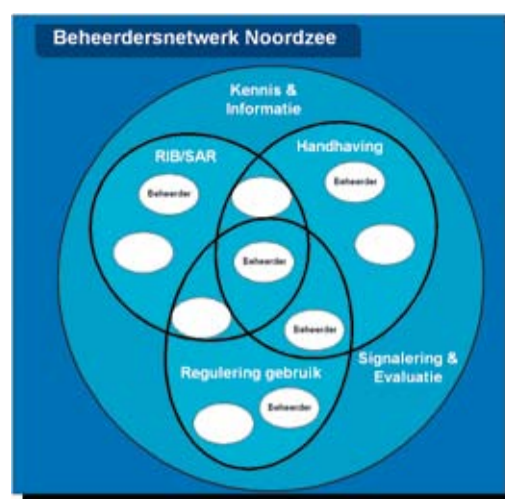 Beheerdersnetwerk Noordzee
Kennis &
Informatie
RIB/SAR
Handhaving
Beheerder
Beheerder
Beheerder
Beheerder
Signalering &
Evaluatie
Regulering gebruik
Beheerder